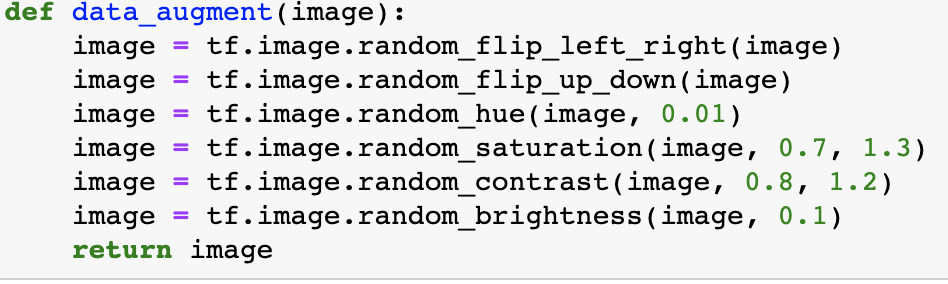 def data_augment(image):
    image = tf.image.random_flip_left_right(image)
    image = tf.image.random_flip_up_down(image)
    image = tf.image.random_hue(image, 0.01)
    image = tf.image.random_saturation(image, 0.7, 1.3)
    image = tf.image.random_contrast(image, 0.8, 1.2)
    image = tf.image.random_brightness(image, 0.1)
    return image